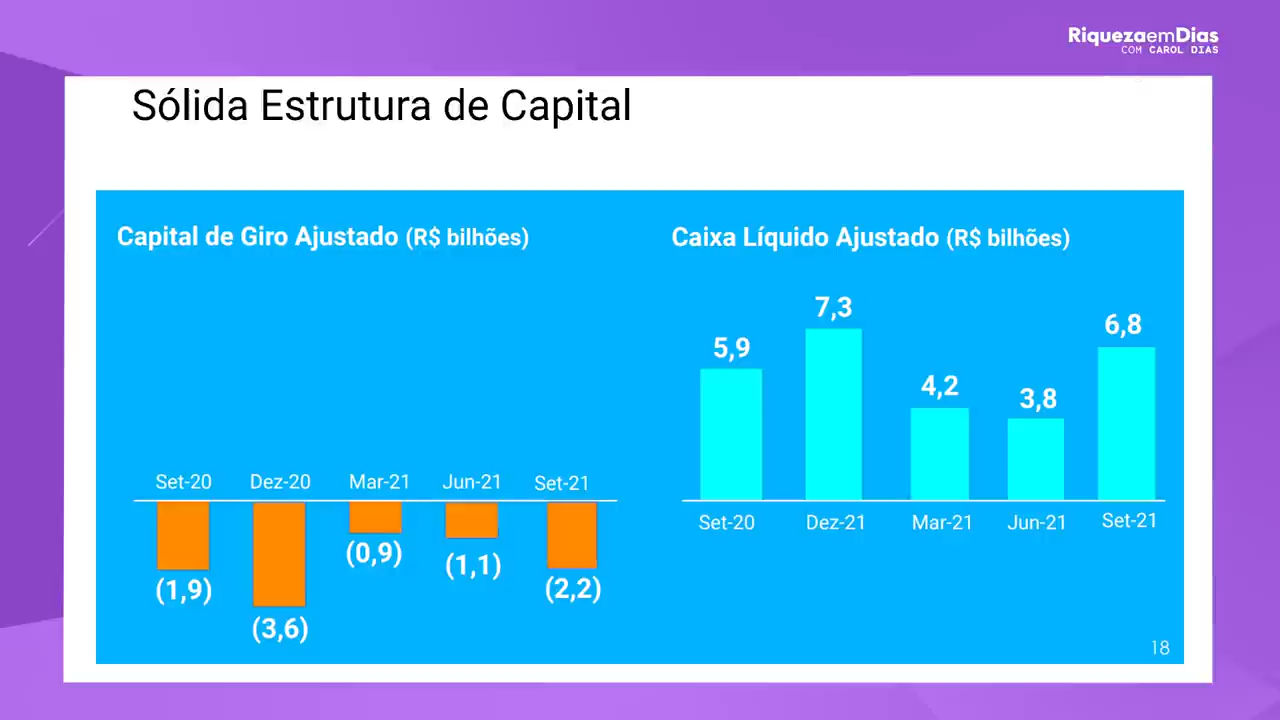 RiquezaemDias
COM CAROL DIAS
Sólida Estrutura de Capital
Capital de Giro Ajustado (R$ bilhões)
Set-20 Dez-20 Mar-21 Jun-21 Set-21
(1,9) (3,6) (0,9) (1,1) (2,2)
Caixa Líquido Ajustado (R$ bilhões)
5,9 7,3 4,2 3,8 6,8
Set-20 Dez-21 Mar-21 Jun-21 Set-21
18